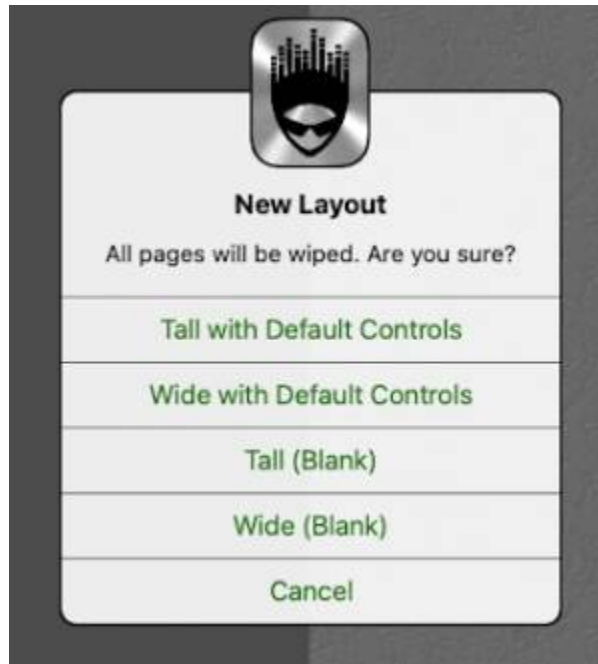 New Layout
All pages will be wiped. Are you sure?
Tall with Default Controls
Wide with Default Controls
Tall (Blank)
Wide (Blank)
Cancel